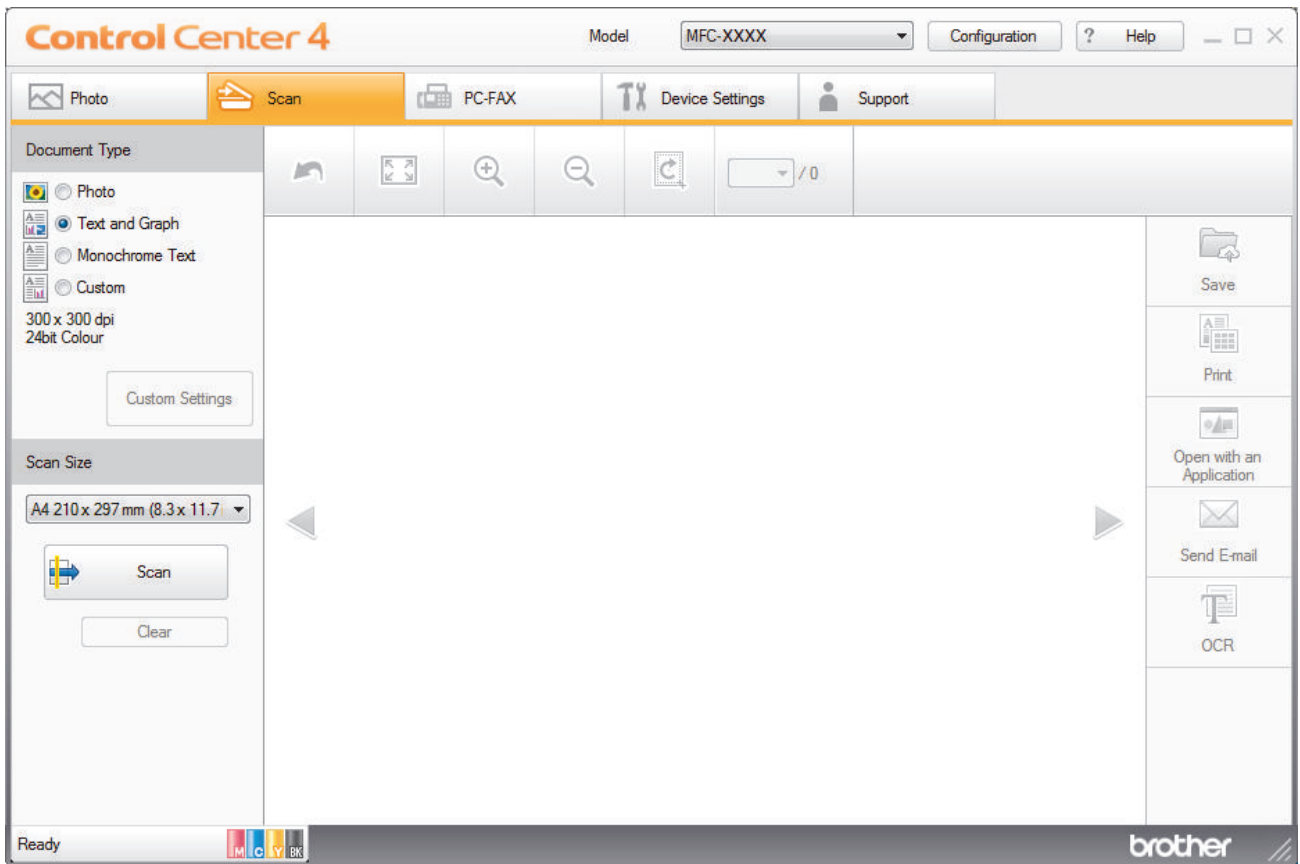 Control Center 4
Model
MFC-XXXX
Configuration
? Help
Photo
Scan
PC-FAX
Device Settings
Support
Document Type
Photo
Text and Graph
Monochrome Text
Custom
300 x 300 dpi
24bit Colour
Custom Settings
Scan Size
A4 210 x 297 mm (8.3 x 11.7
Scan
Clear
/ 0
Save
Print
Open with an
Application
Send E-mail
OCR
Ready
M C Y BK
brother